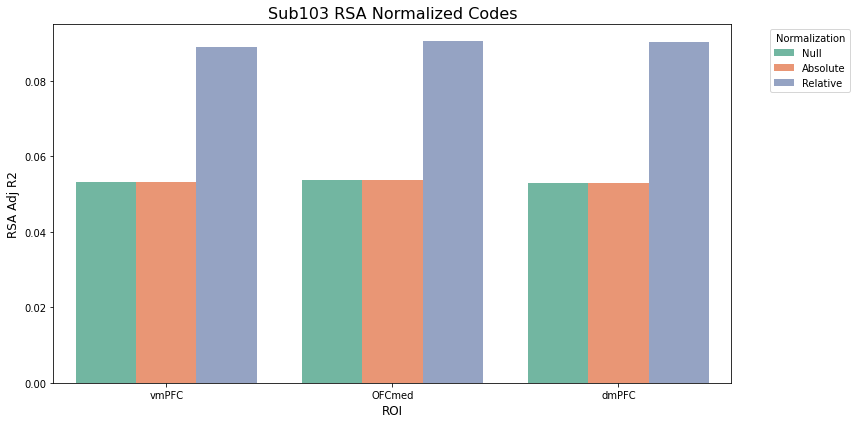 Sub103 RSA Normalized Codes
Normalization
Null
Absolute
Relative
RSA Adj R2
0.08
0.06
0.04
0.02
0.00
vmPFC
OFCmed
dmPFC
ROI